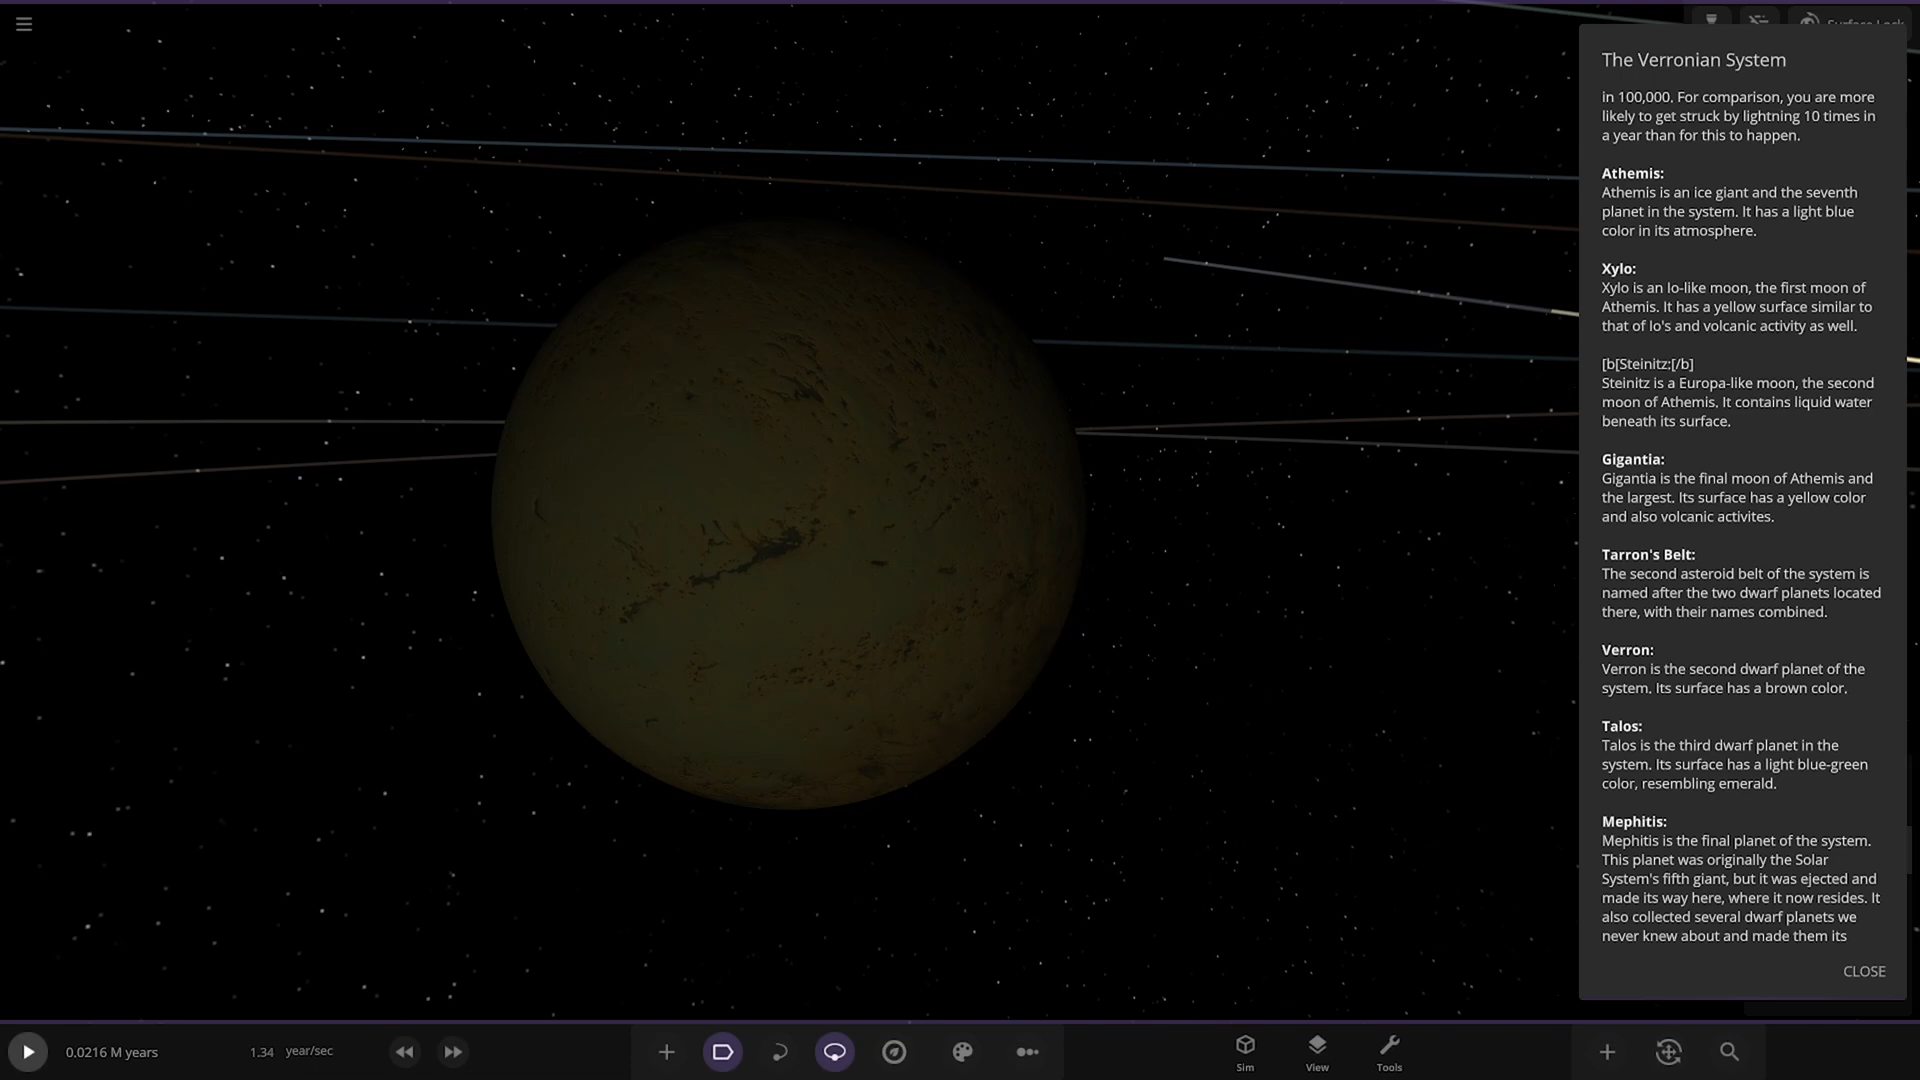 Surface Lock
The Verronian System
in 100,000. For comparison, you are more
likely to get struck by lightning 10 times in
a year than for this to happen.
Athemis:
Athemis is an ice giant and the seventh
planet in the system. It has a light blue
color in its atmosphere.
Xylo:
Xylo is an Io-like moon, the first moon of
Athemis. It has a yellow surface similar to
that of Io's and volcanic activity as well.
[b[Steinitz:[/b]
Steinitz is a Europa-like moon, the second
moon of Athemis. It contains liquid water
beneath its surface.
Gigantia:
Gigantia is the final moon of Athemis and
the largest. Its surface has a yellow color
and also volcanic activites.
Tarron's Belt:
The second asteroid belt of the system is
named after the two dwarf planets located
there, with their names combined.
Verron:
Verron is the second dwarf planet of the
system. Its surface has a brown color.
Talos:
Talos is the third dwarf planet in the
system. Its surface has a light blue-green
color, resembling emerald.
Mephitis:
Mephitis is the final planet of the system.
This planet was originally the Solar
System's fifth giant, but it was ejected and
made its way here, where it now resides. It
also collected several dwarf planets we
never knew about and made them its
CLOSE
0.0216 M years
1.34 year/sec
Sim
View
Tools